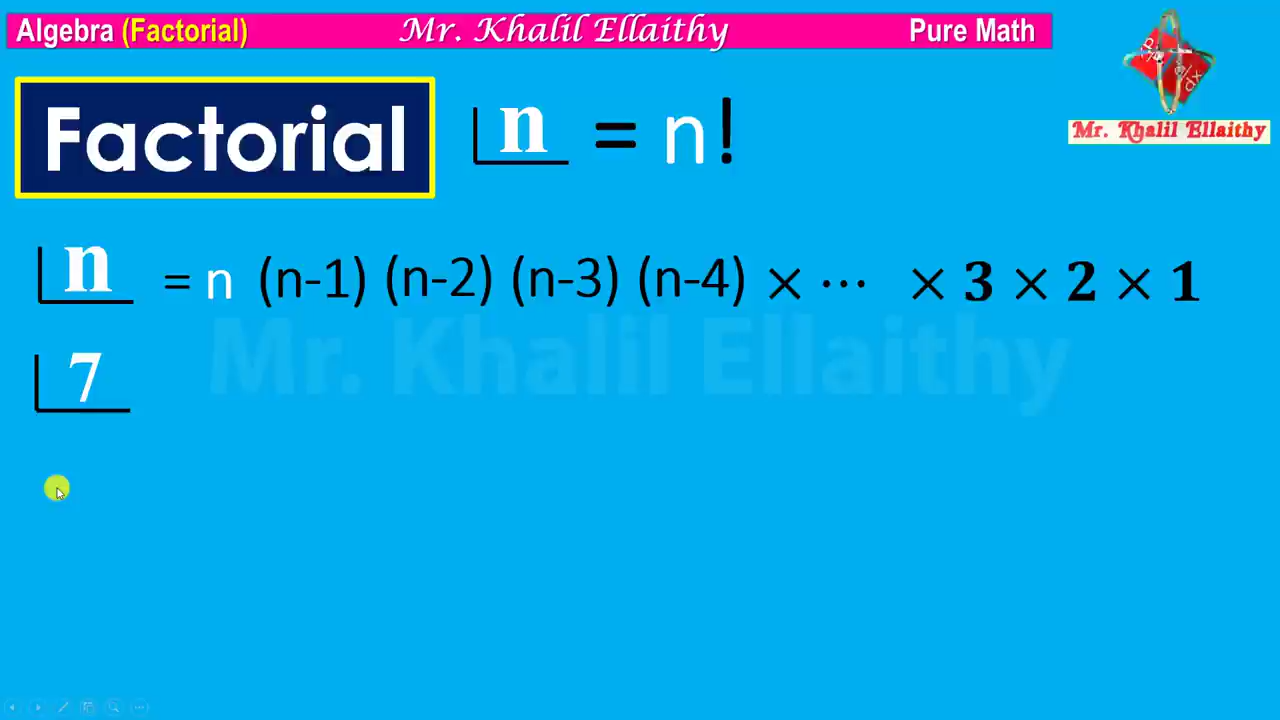 Algebra (Factorial) Mr. Khalil Ellaithy Pure Math
Mr. Khalil Ellaithy
Factorial n = n!
n = n (n-1) (n-2) (n-3) (n-4) × ⋯ × 3 × 2 × 1
Mr. Khalil Ellaithy
7